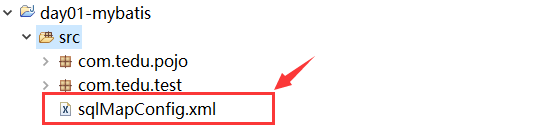 day01-mybatis
src
com.tedu.pojo
com.tedu.test
sqlMapConfig.xml